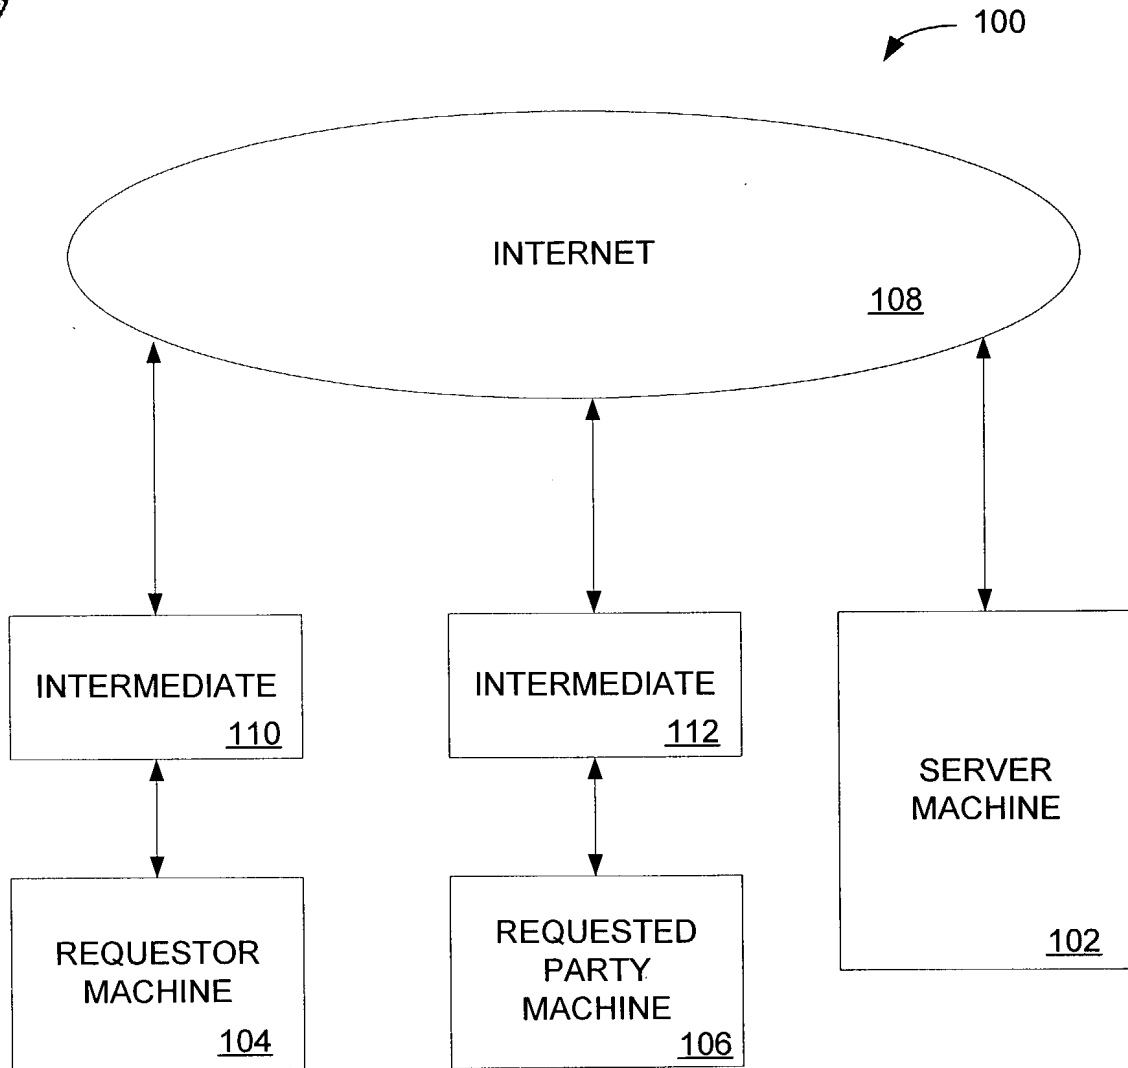 100
INTERNET
108
INTERMEDIATE
110
INTERMEDIATE
112
SERVER
MACHINE
102
REQUESTOR
MACHINE
104
REQUESTED
PARTY
MACHINE
106